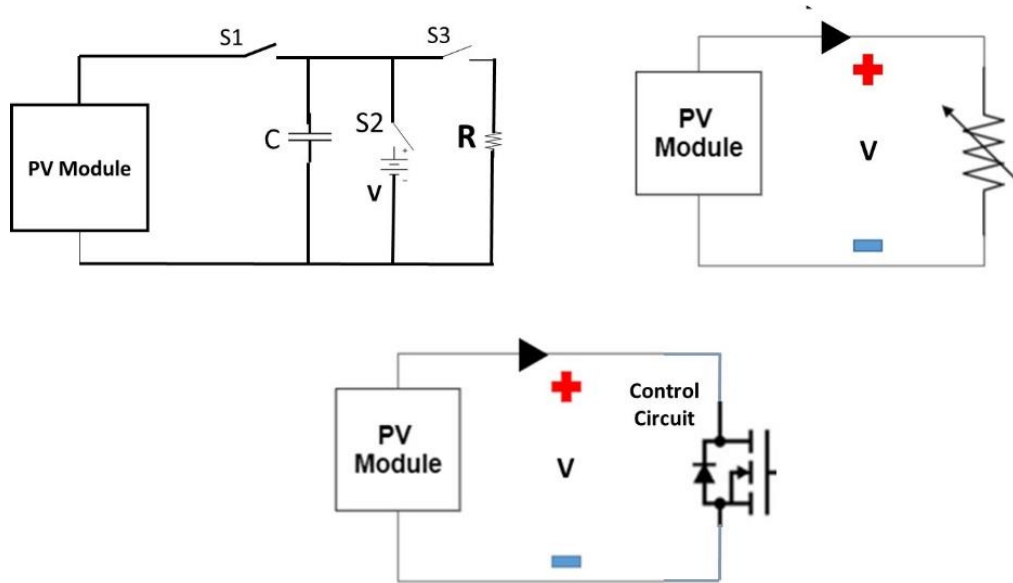 S1
S3
C
S2
+
-
V
R
PV Module
PV
Module
V
PV
Module
V
Control
Circuit